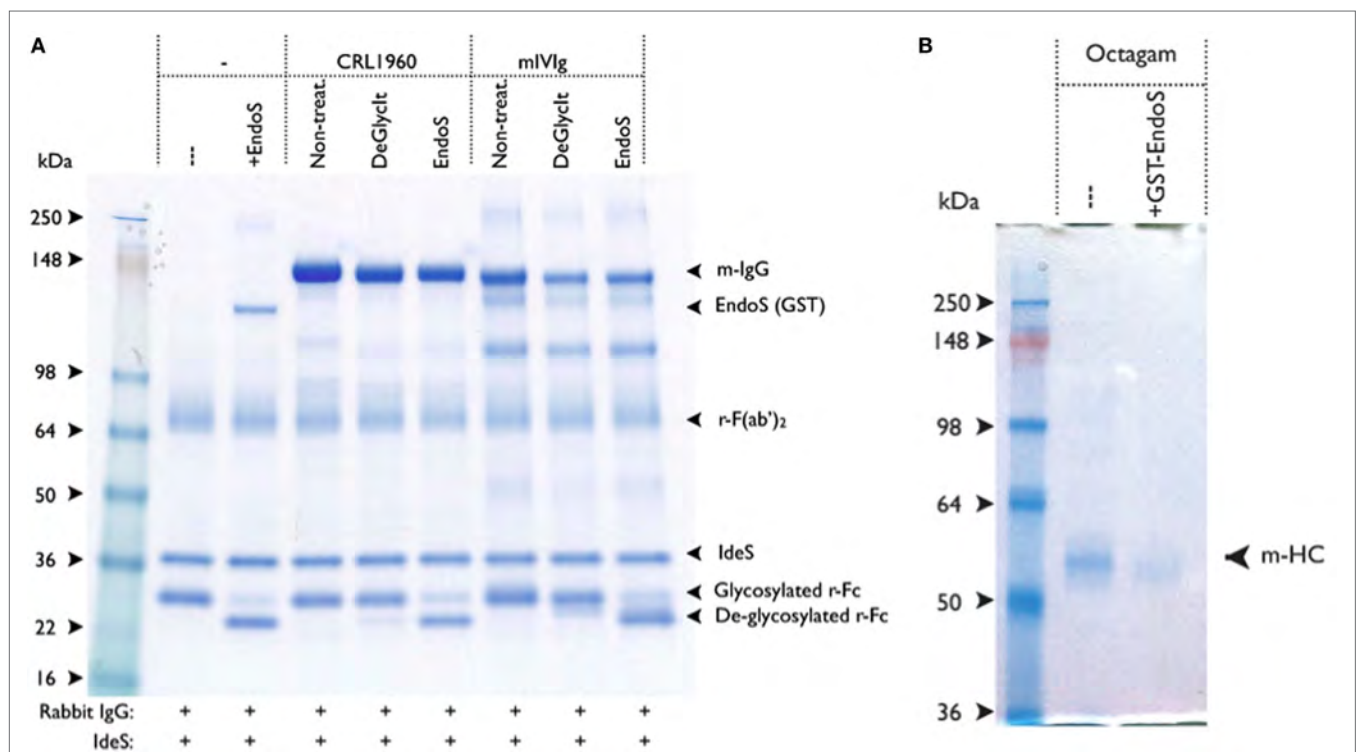 A
- CRL1960 mIVIg
--- +EndoS Non-treat. DeGlyclt EndoS Non-treat. DeGlyclt EndoS
kDa
250
148
98
64
50
36
22
16
m-IgG
EndoS (GST)
r-F(ab')2
IdeS
Glycosylated r-Fc
De-glycosylated r-Fc
Rabbit IgG: + + + + + + + +
IdeS: + + + + + + + +
B
Octagam
--- +GST-EndoS
kDa
250
148
98
64
50
36
m-HC